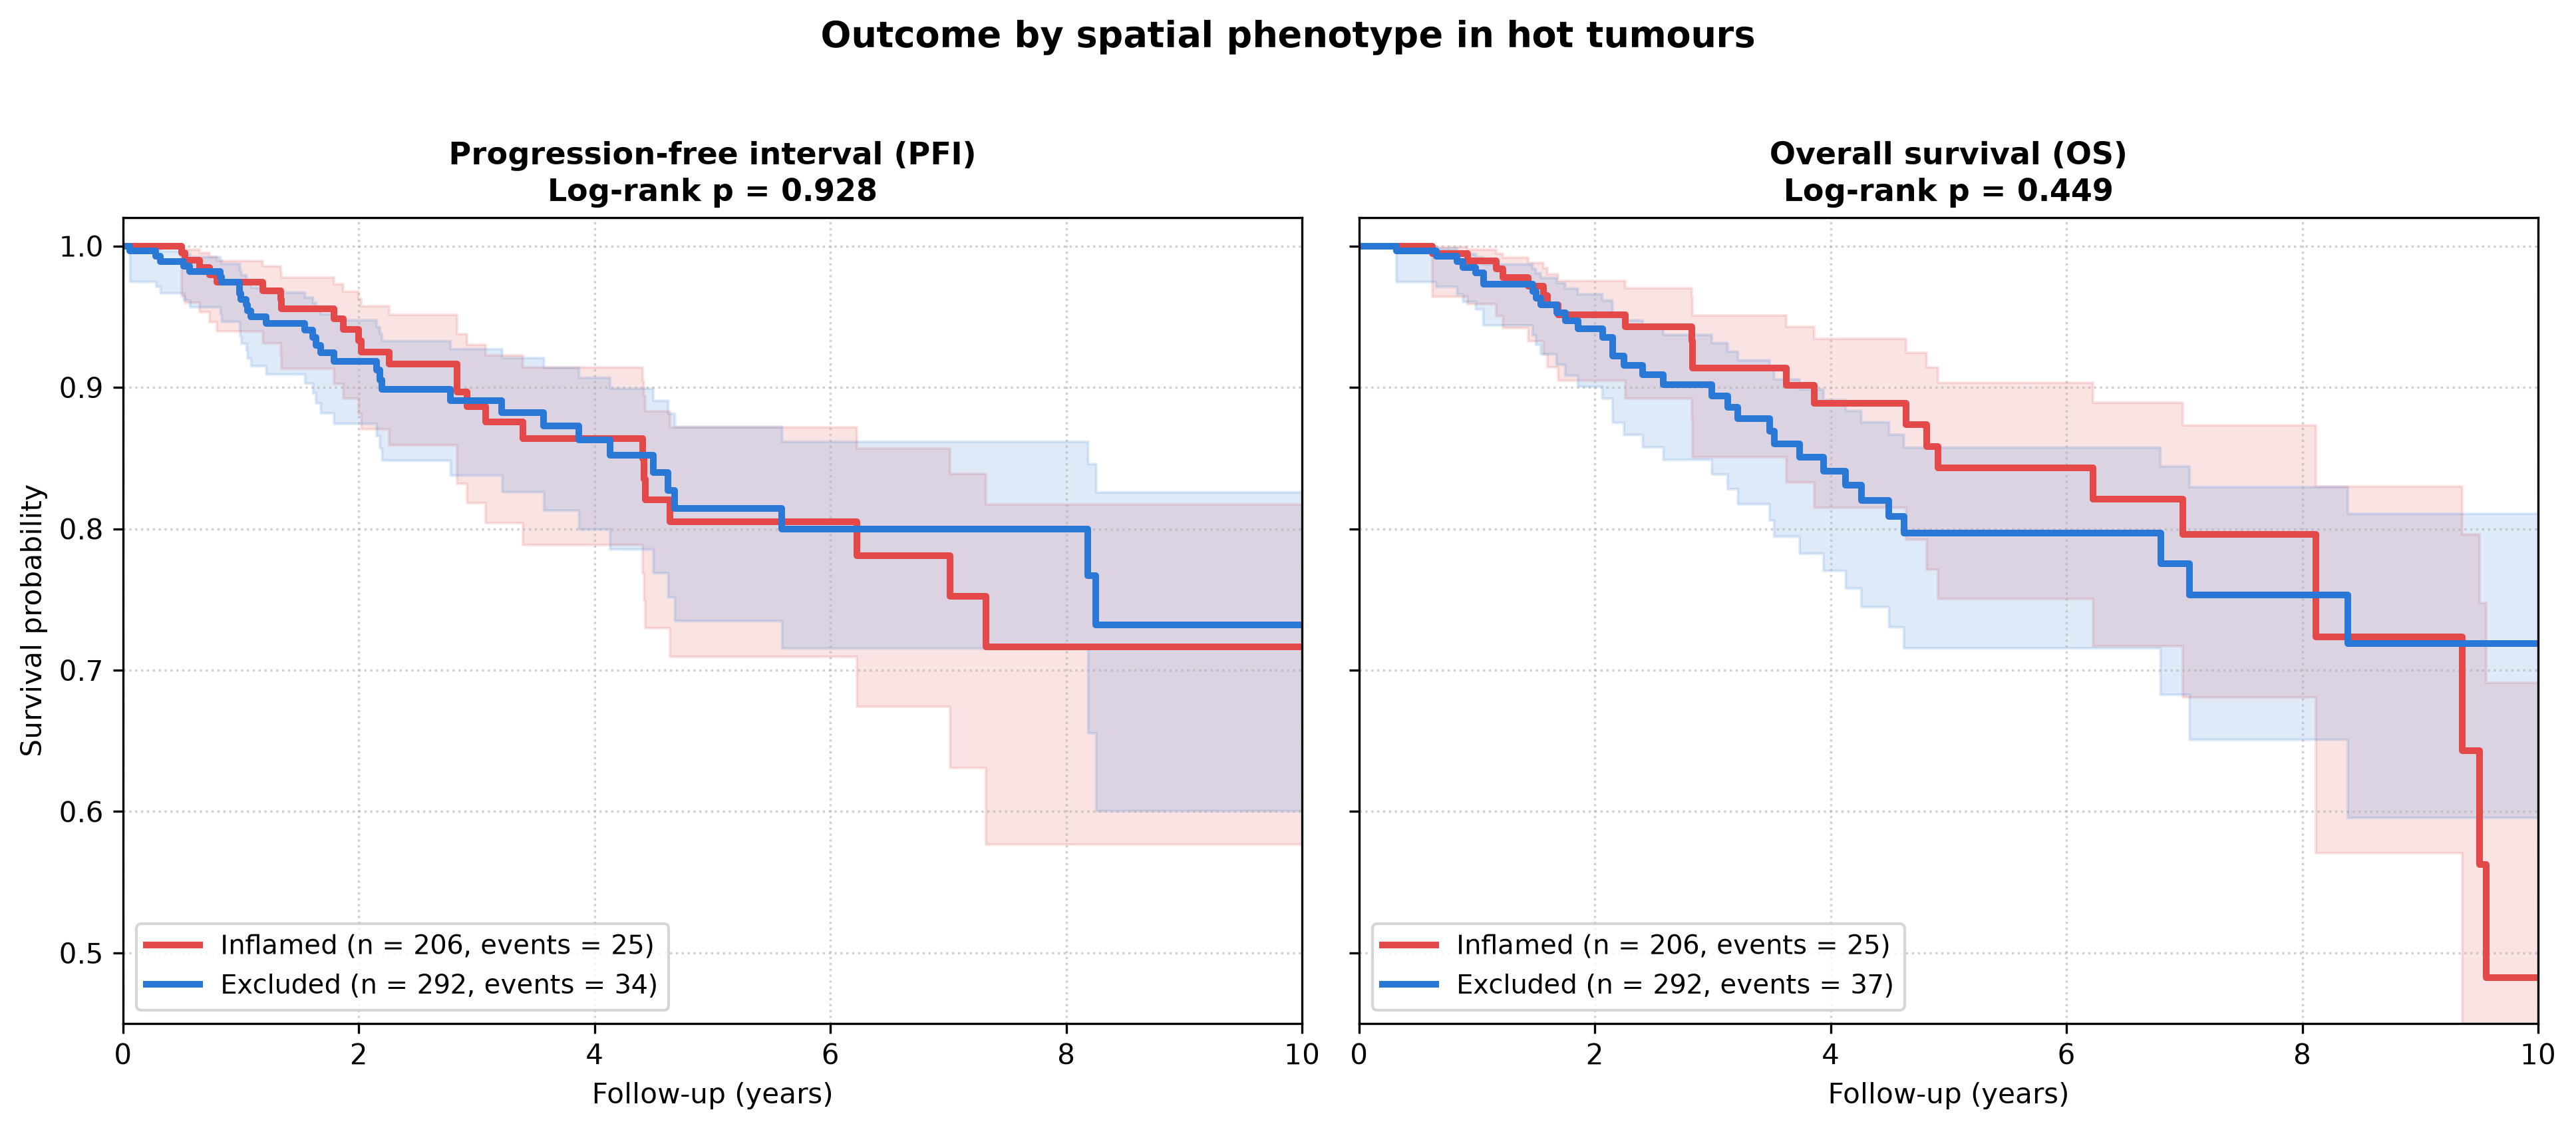 Outcome by spatial phenotype in hot tumours
Progression-free interval (PFI)
Log-rank p = 0.928
Survival probability
1.0
0.9
0.8
0.7
0.6
0.5
0 2 4 6 8 10
Follow-up (years)
Inflamed (n = 206, events = 25)
Excluded (n = 292, events = 34)
Overall survival (OS)
Log-rank p = 0.449
0 2 4 6 8 10
Follow-up (years)
Inflamed (n = 206, events = 25)
Excluded (n = 292, events = 37)